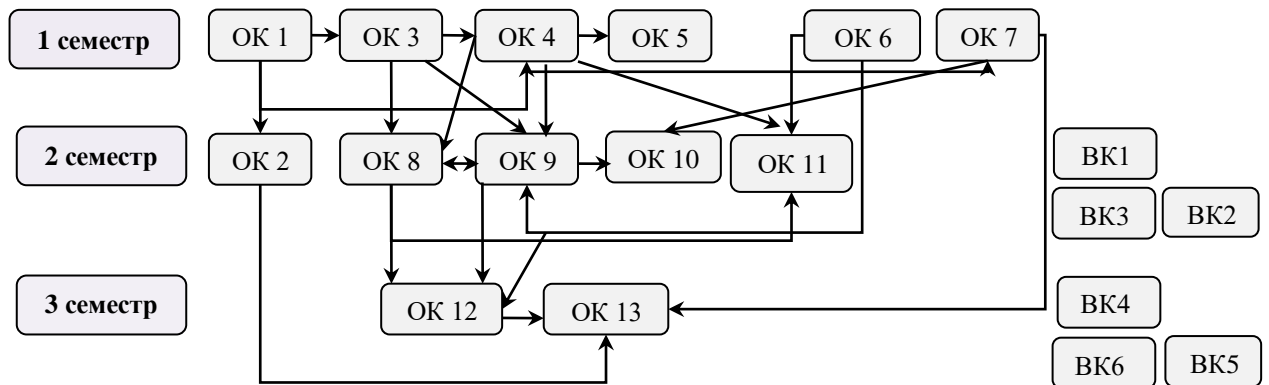 1 семестр ОК 1 ОК 3 ОК 4 ОК 5 ОК 6 ОК 7
2 семестр ОК 2 ОК 8 ОК 9 ОК 10 ОК 11 ВК1
ВК3 ВК2
3 семестр ОК 12 ОК 13 ВК4
ВК6 ВК5